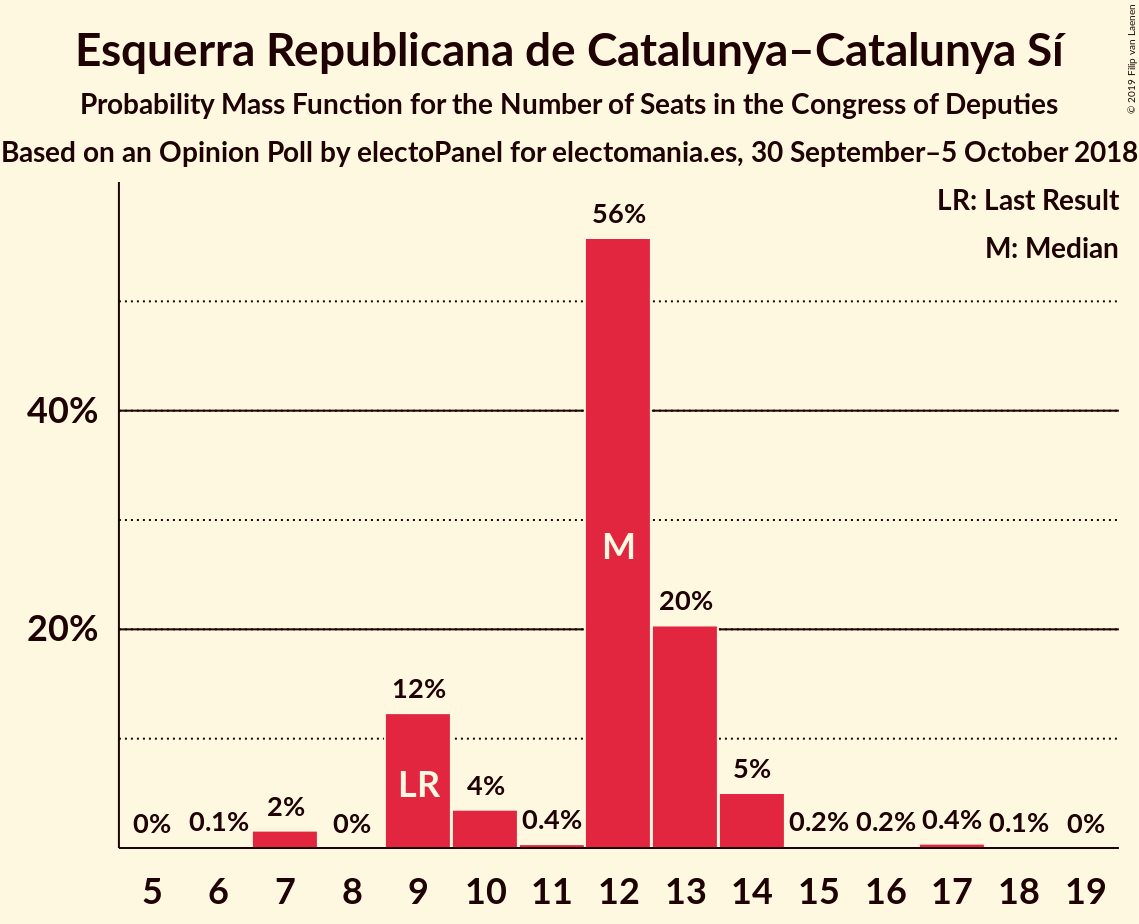 Esquerra Republicana de Catalunya–Catalunya Sí
Probability Mass Function for the Number of Seats in the Congress of Deputies
Based on an Opinion Poll by electoPanel for electomania.es, 30 September–5 October 2018
© 2019 Filip van Laenen
LR: Last Result
M: Median
56%
40%
M
20%
20%
12%
LR
0% 0.1% 2% 0% 4% 0.4% 5% 0.2% 0.2% 0.4% 0.1% 0%
5 6 7 8 9 10 11 12 13 14 15 16 17 18 19